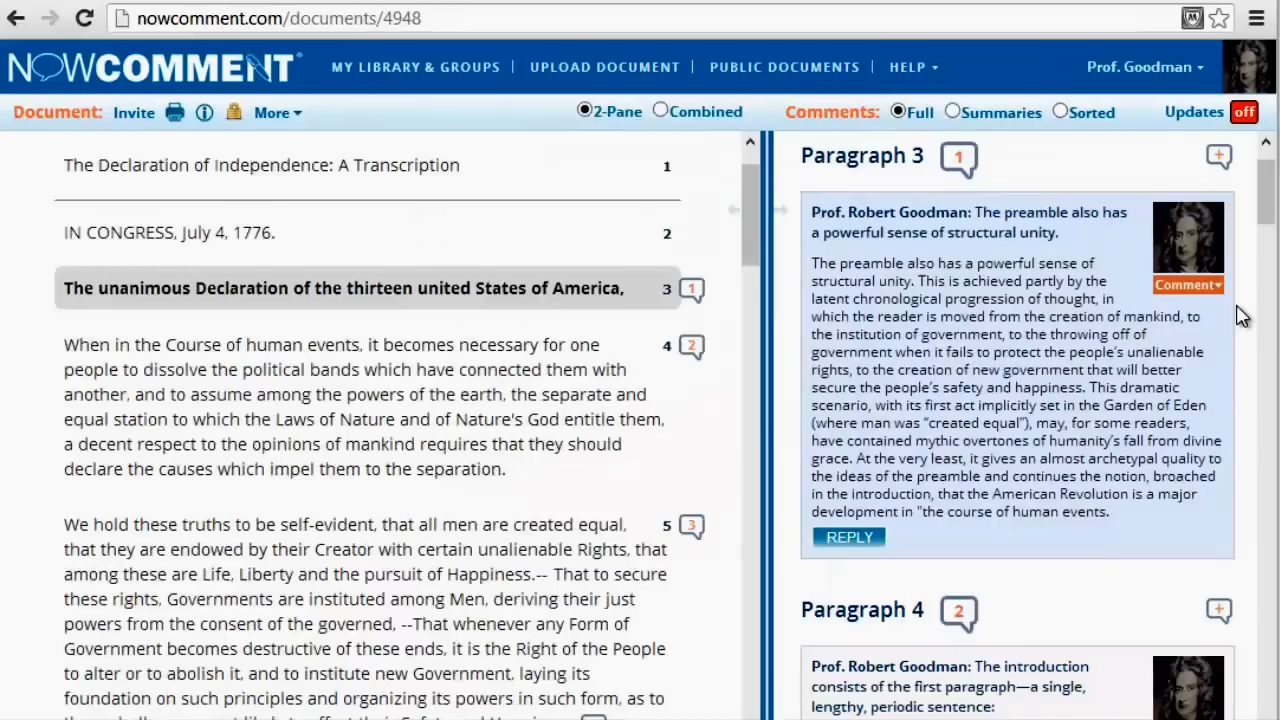 nowcomment.com/documents/4948
NOWCOMMENT®
MY LIBRARY & GROUPS | UPLOAD DOCUMENT | PUBLIC DOCUMENTS | HELP
Prof. Goodman
Document: Invite More 2-Pane Combined
Comments: Full Summaries Sorted Updates off
The Declaration of Independence: A Transcription 1
IN CONGRESS, July 4, 1776. 2
The unanimous Declaration of the thirteen united States of America, 3 1
When in the Course of human events, it becomes necessary for one 4 2
people to dissolve the political bands which have connected them with
another, and to assume among the powers of the earth, the separate and
equal station to which the Laws of Nature and of Nature's God entitle them,
a decent respect to the opinions of mankind requires that they should
declare the causes which impel them to the separation.
We hold these truths to be self-evident, that all men are created equal, 5 3
that they are endowed by their Creator with certain unalienable Rights, that
among these are Life, Liberty and the pursuit of Happiness.-- That to secure
these rights, Governments are instituted among Men, deriving their just
powers from the consent of the governed, --That whenever any Form of
Government becomes destructive of these ends, it is the Right of the People
to alter or to abolish it, and to institute new Government, laying its
foundation on such principles and organizing its powers in such form, as to
Paragraph 3 1 +
Prof. Robert Goodman: The preamble also has
a powerful sense of structural unity.
Comment
The preamble also has a powerful sense of
structural unity. This is achieved partly by the
latent chronological progression of thought, in
which the reader is moved from the creation of mankind, to
the institution of government, to the throwing off of
government when it fails to protect the people's unalienable
rights, to the creation of new government that will better
secure the people's safety and happiness. This dramatic
scenario, with its first act implicitly set in the Garden of Eden
(where man was "created equal"), may, for some readers,
have contained mythic overtones of humanity's fall from divine
grace. At the very least, it gives an almost archetypal quality to
the ideas of the preamble and continues the notion, broached
in the introduction, that the American Revolution is a major
development in "the course of human events.
REPLY
Paragraph 4 2 +
Prof. Robert Goodman: The introduction
consists of the first paragraph—a single,
lengthy, periodic sentence: